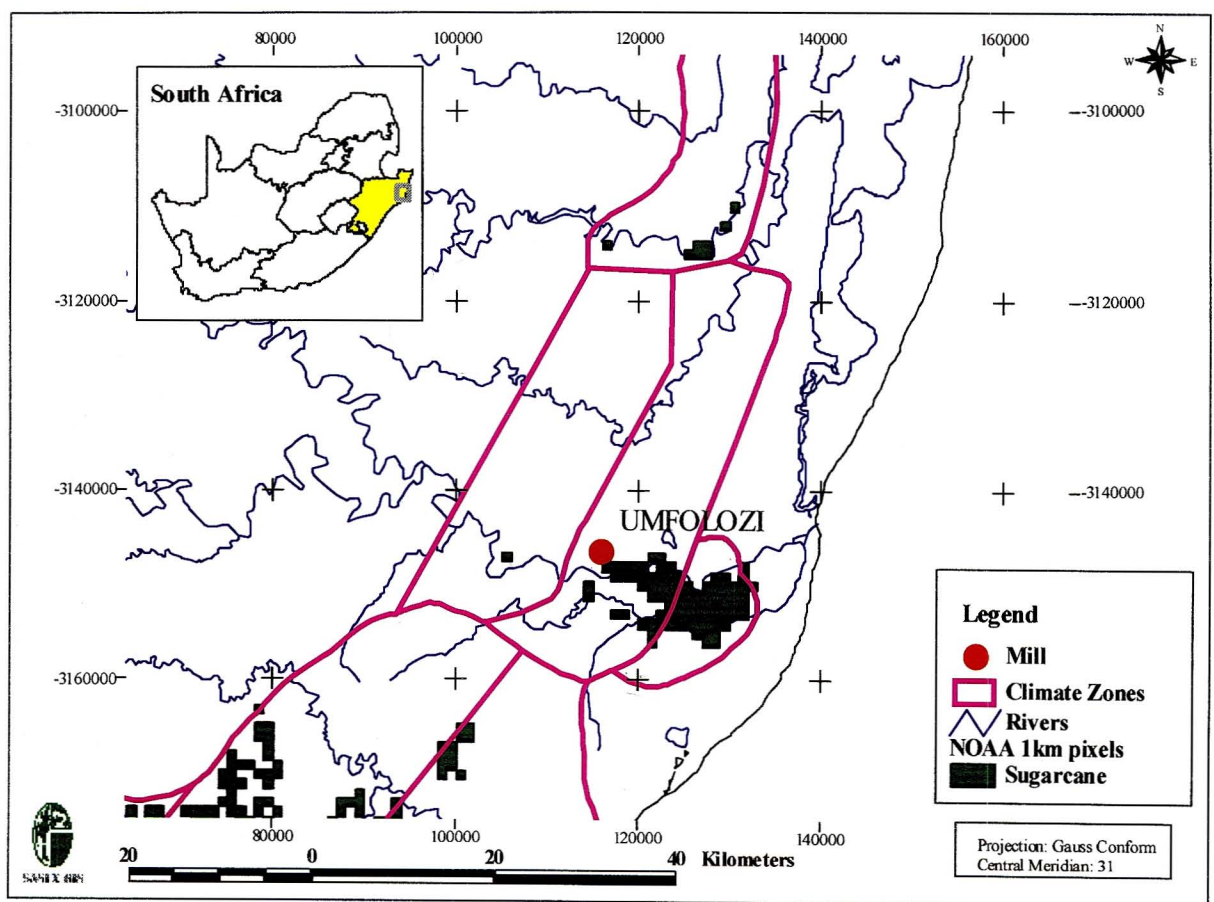 80000 100000 120000 140000 160000
N
W E
S
South Africa
-3100000 -3100000
-3120000 -3120000
-3140000 -3140000
UMFOLOZI
-3160000
Legend
Mill
Climate Zones
Rivers
NOAA 1km pixels
Sugarcane
80000 100000 120000 140000
20 0 20 40 Kilometers
Projection: Gauss Conform
Central Meridian: 31